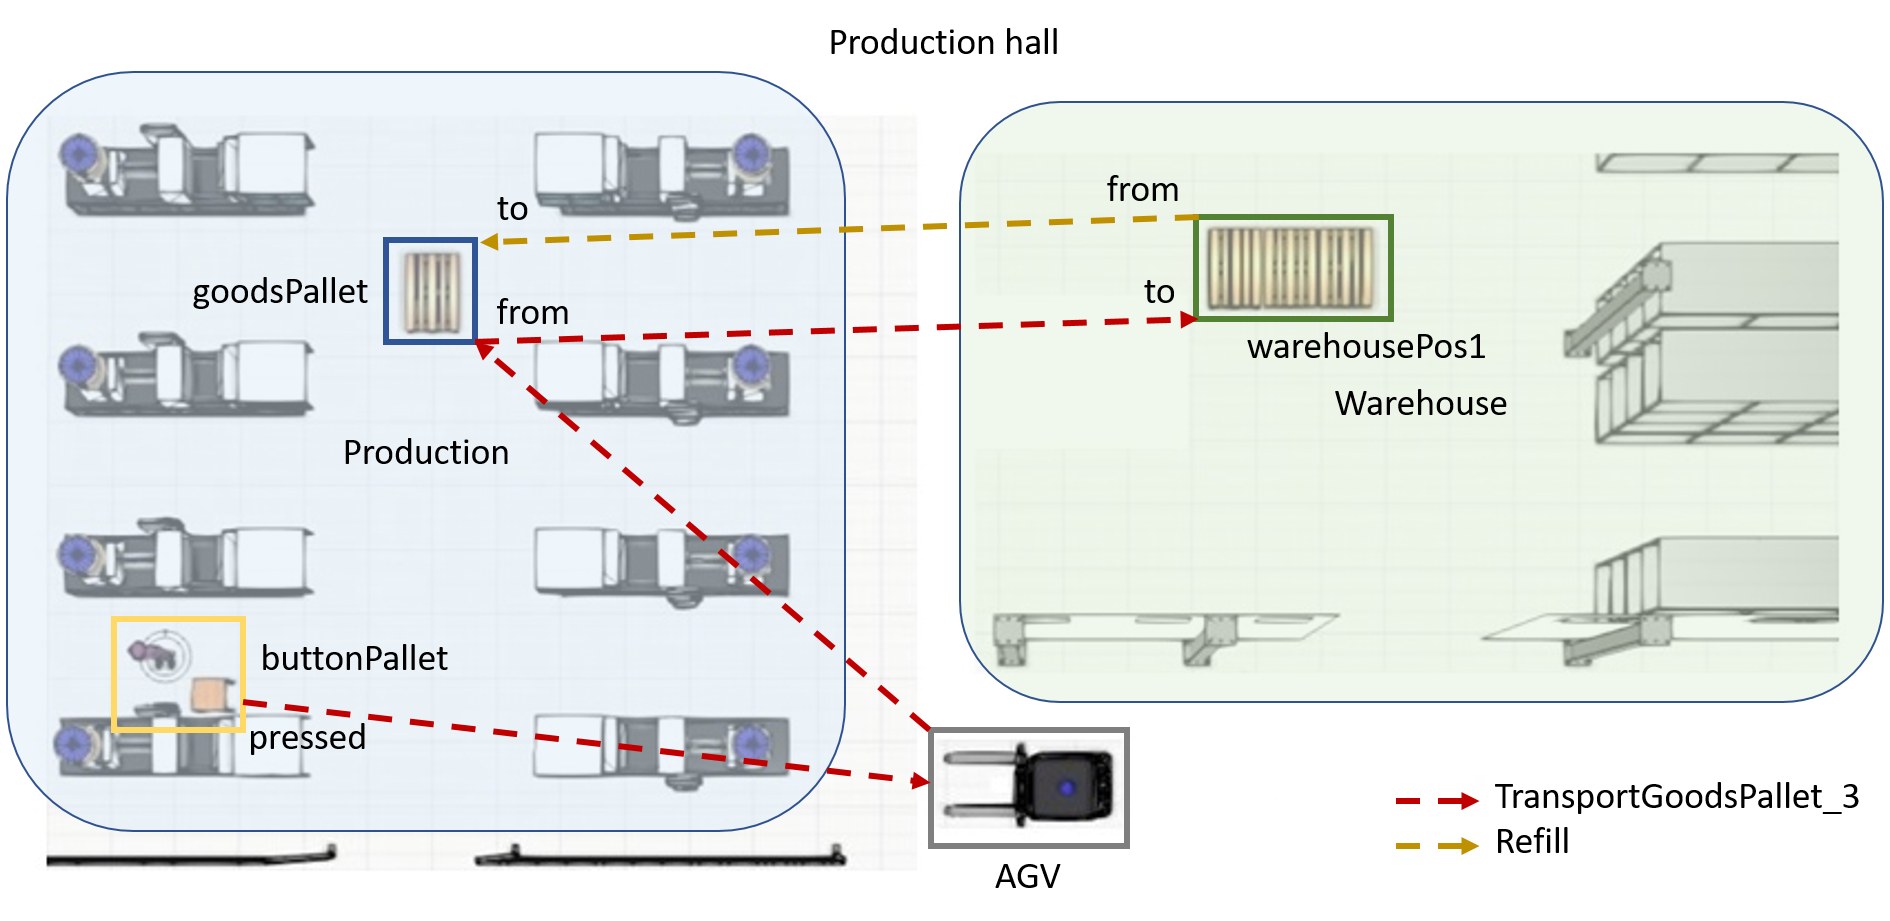 Production hall
from
to
goodsPallet
from
to
warehousePos1
Warehouse
Production
buttonPallet
pressed
TransportGoodsPallet_3
Refill
AGV